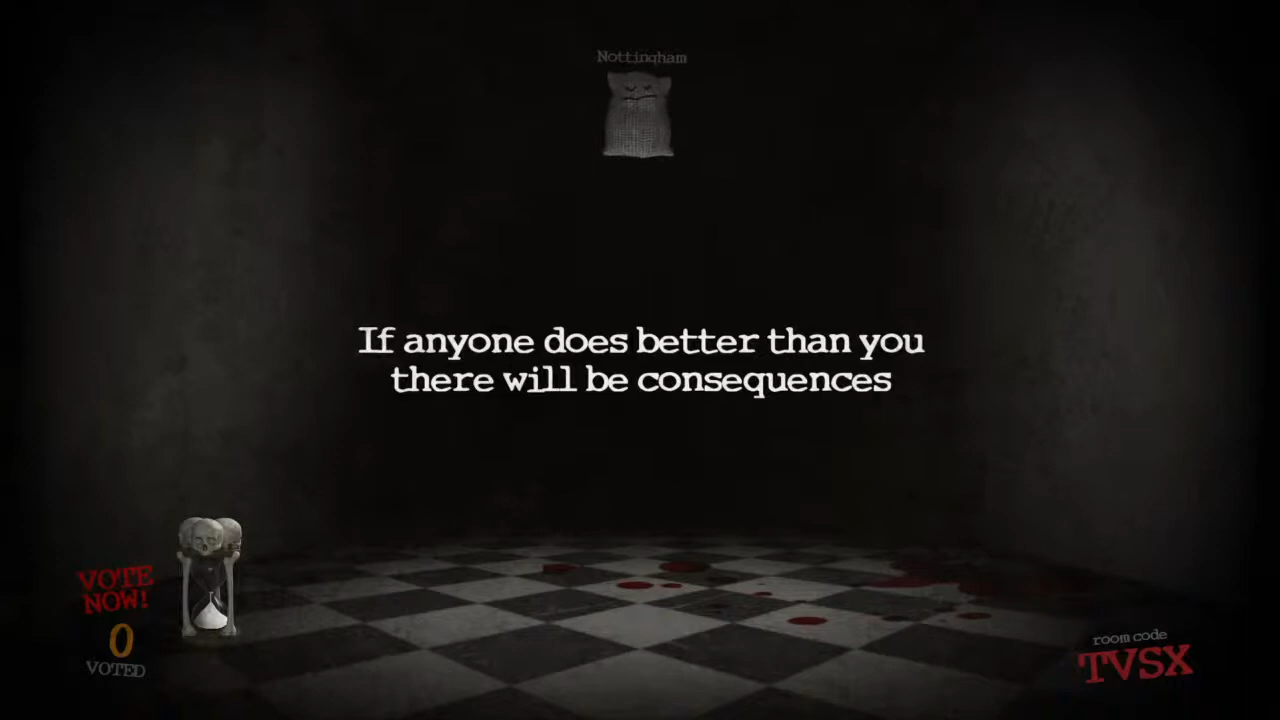 Nottingham
If anyone does better than you
there will be consequences
VOTE
NOW!
0
VOTED
room code
TVSX